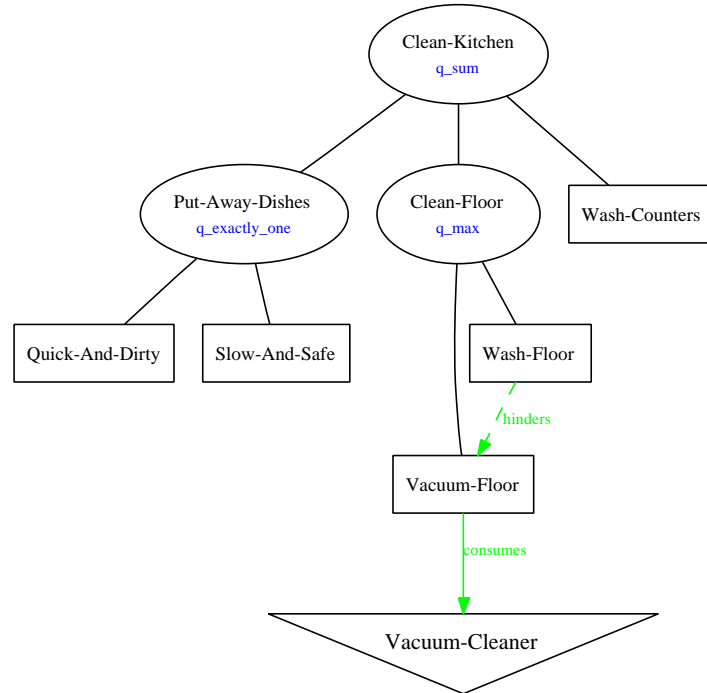 Clean-Kitchen
q_sum
Put-Away-Dishes
q_exactly_one
Clean-Floor
q_max
Wash-Counters
Quick-And-Dirty
Slow-And-Safe
Wash-Floor
hinders
Vacuum-Floor
consumes
Vacuum-Cleaner